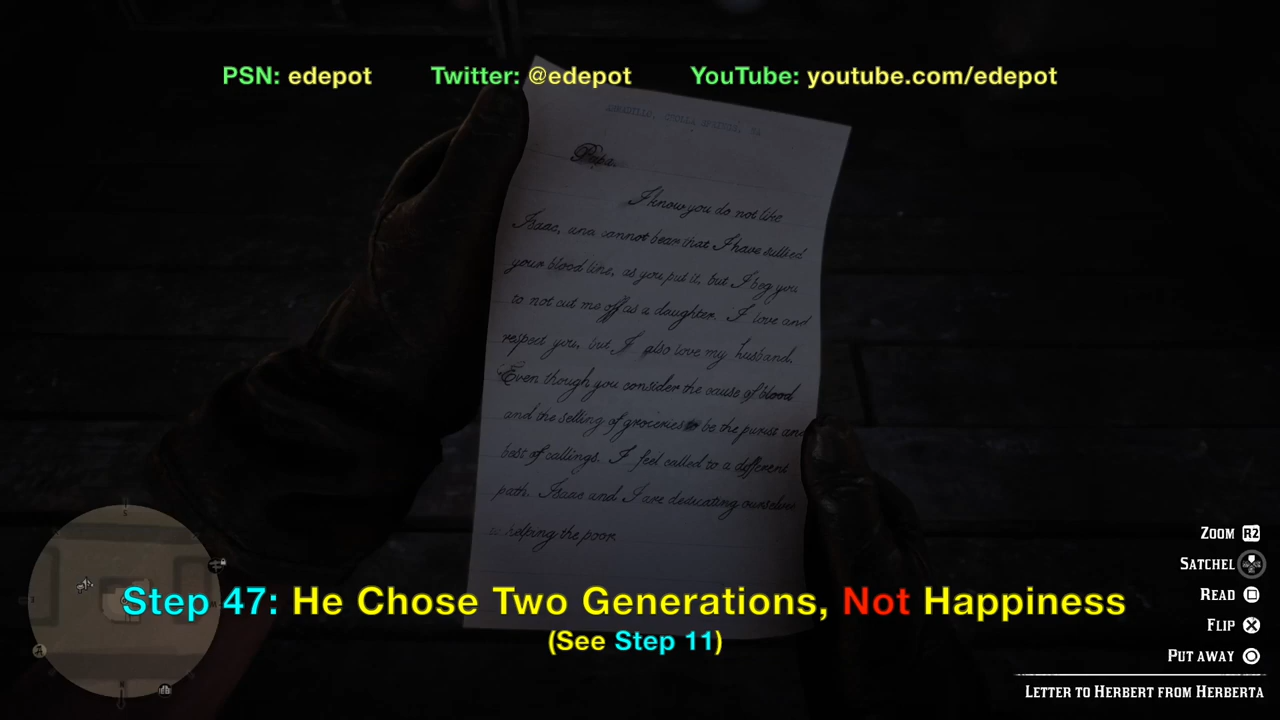 PSN: edepot Twitter: @edepot YouTube: youtube.com/edepot
ARMADILLO, CHOLLA SPRINGS,
Papa.
I know you do not like
Isaac, and cannot bear that I have sullied
your blood line, as you put it, but I beg you
to not cut me off as a daughter. I love and
respect you, but I also love my husband.
Even though you consider the cause of blood
and the selling of groceries to be the purist and
best of callings. I feel called to a different
path. Isaac and I are dedicating ourselves
helping the poor
Step 47: He Chose Two Generations, Not Happiness
(See Step 11)
ZOOM R2
SATCHEL
READ
FLIP
PUT AWAY
LETTER TO HERBERT FROM HERBERTA